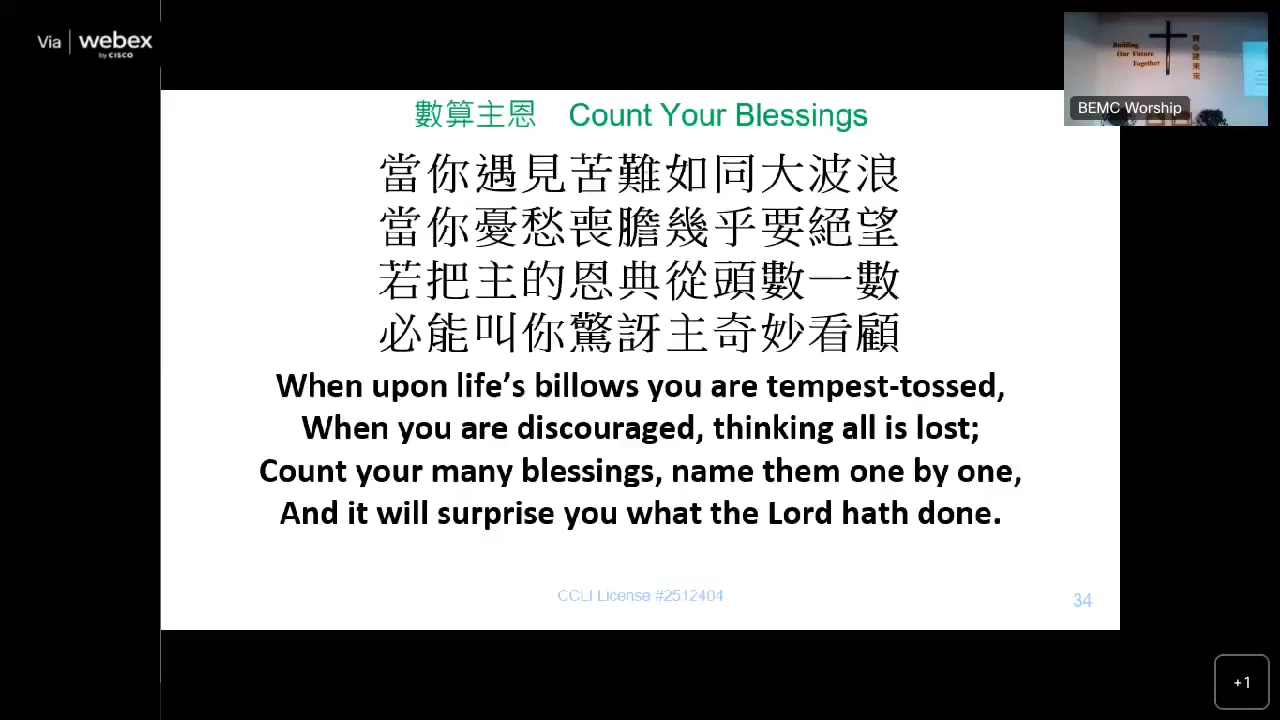 Via webex
by CISCO
Building
Our Future
Together
BEMC Worship
數算主恩 Count Your Blessings
當你遇見苦難如同大波浪
當你憂愁喪膽幾乎要絕望
若把主的恩典從頭數一數
必能叫你驚訝主奇妙看顧
When upon life’s billows you are tempest-tossed,
When you are discouraged, thinking all is lost;
Count your many blessings, name them one by one,
And it will surprise you what the Lord hath done.
CCLI License #2512404
34
+1